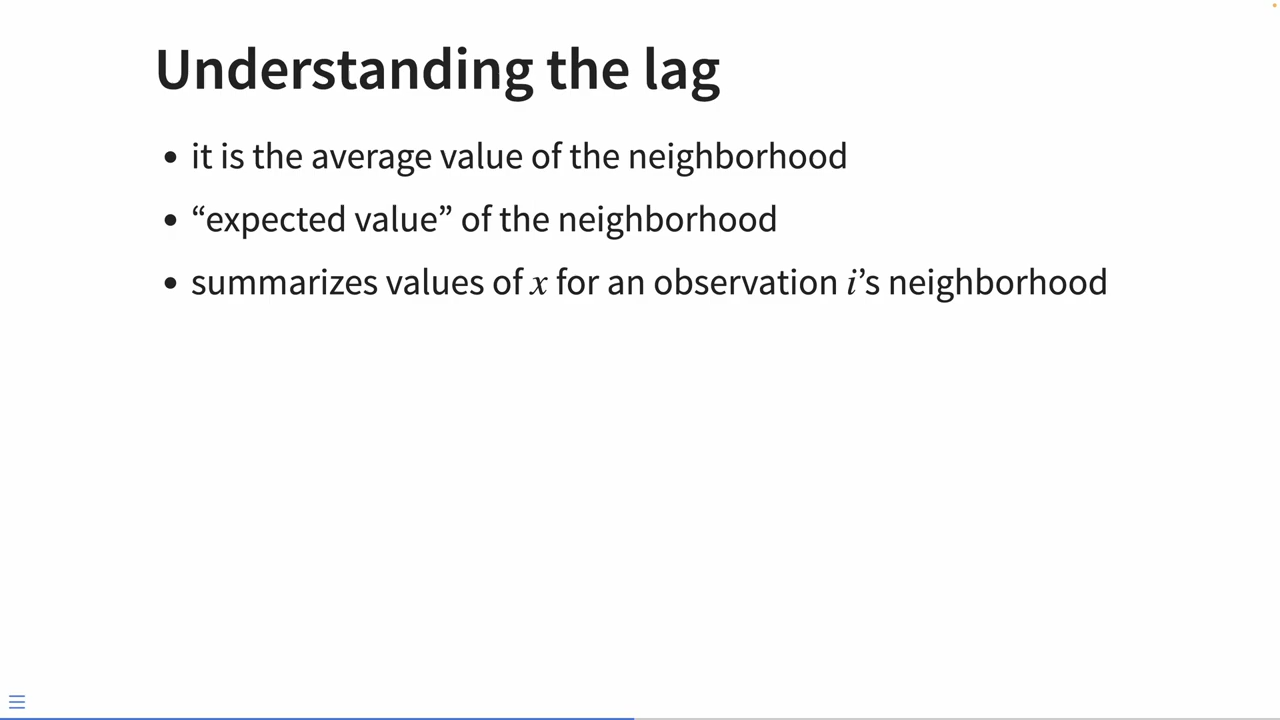 Understanding the lag
• it is the average value of the neighborhood
• “expected value” of the neighborhood
• summarizes values of x for an observation i’s neighborhood